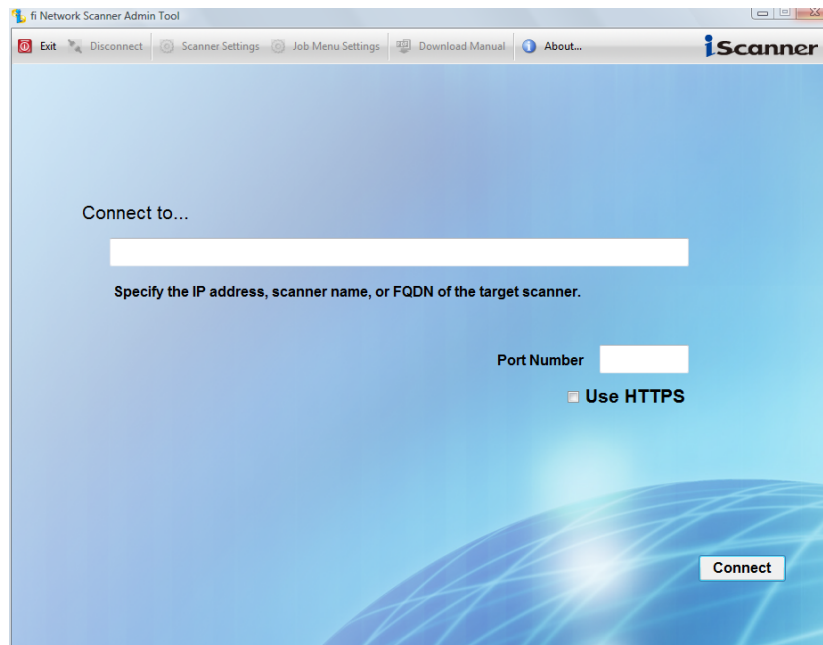 fi Network Scanner Admin Tool
Exit Disconnect Scanner Settings Job Menu Settings Download Manual About... iScanner
Connect to...
Specify the IP address, scanner name, or FQDN of the target scanner.
Port Number
Use HTTPS
Connect